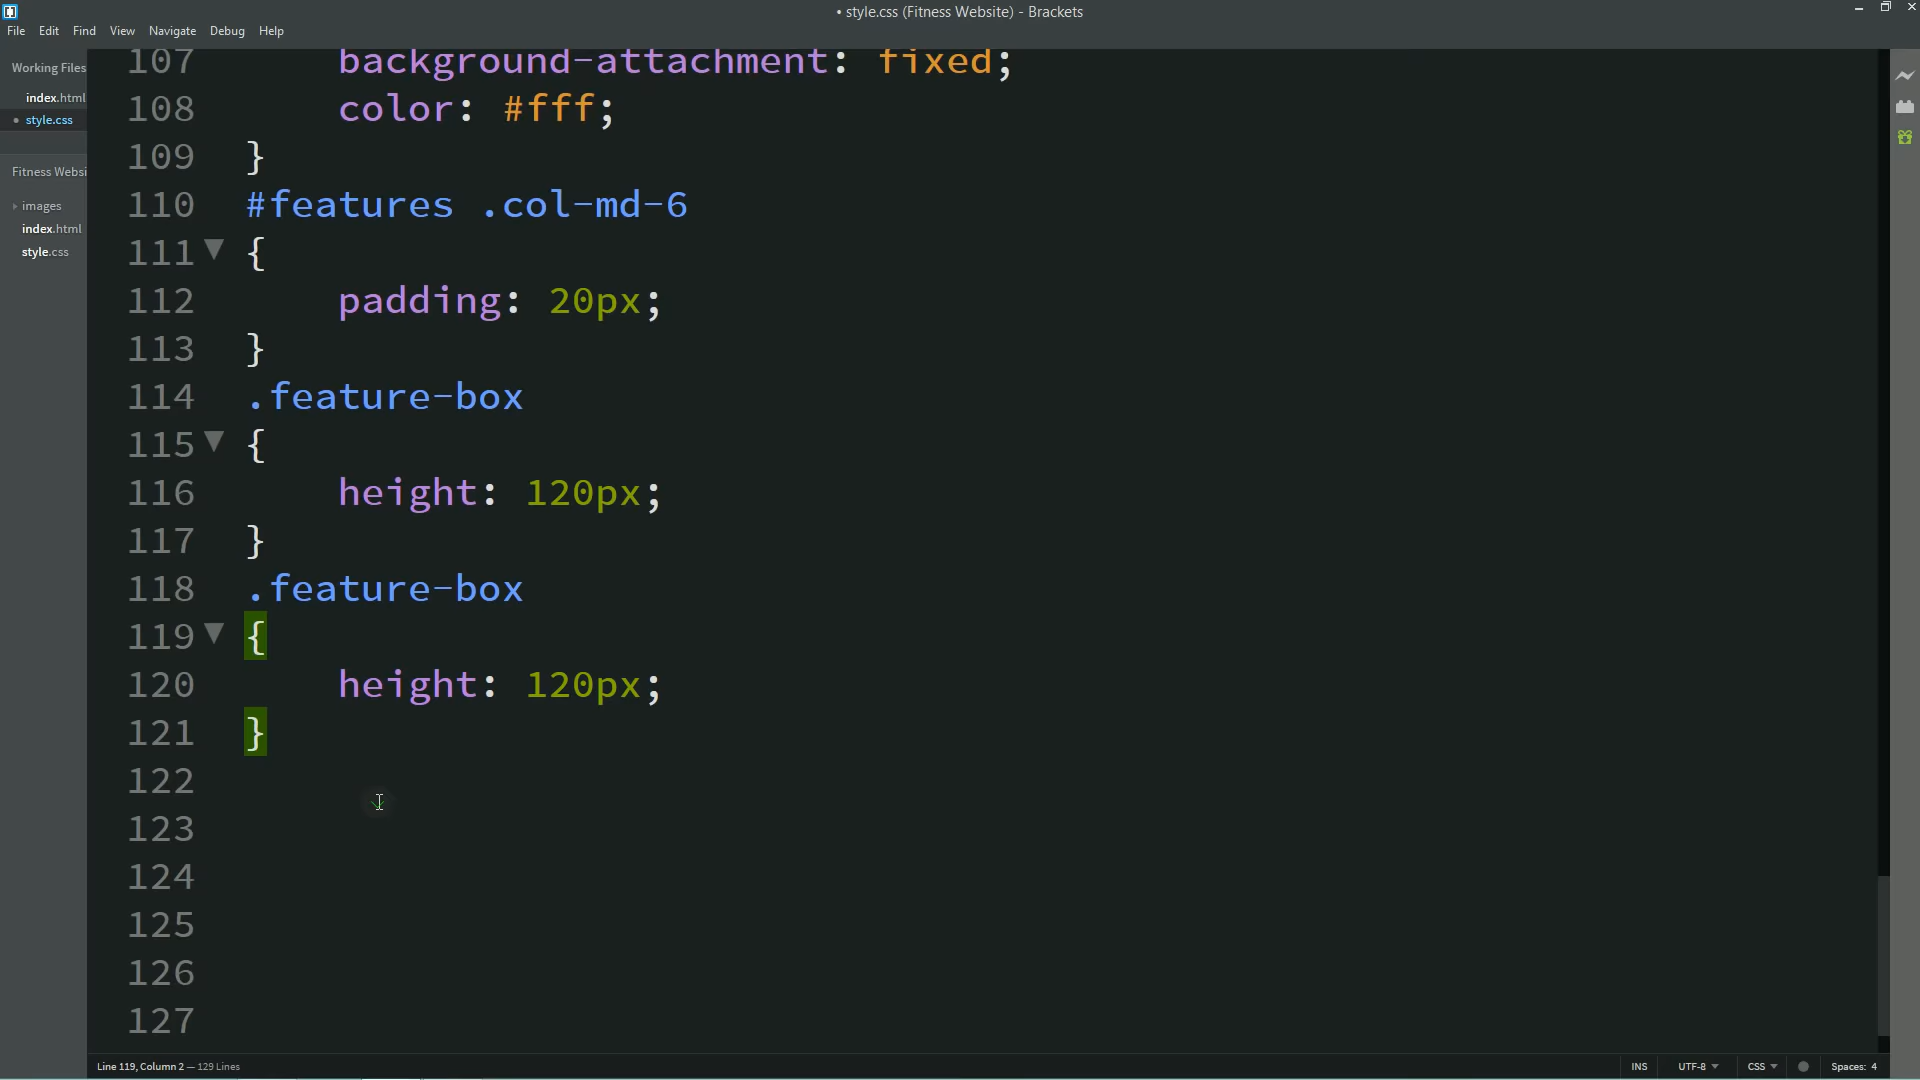 • style.css (Fitness Website) - Brackets
File Edit Find View Navigate Debug Help
Working Files
index.html
• style.css
Fitness Websi
images
index.html
style.css
107 background-attachment: fixed;
108 color: #fff;
109 }
110 #features .col-md-6
111 {
112 padding: 20px;
113 }
114 .feature-box
115 {
116 height: 120px;
117 }
118 .feature-box
119 {
120 height: 120px;
121 }
122
123
124
125
126
127
Line 119, Column 2 — 129 Lines
INS UTF-8 CSS Spaces: 4